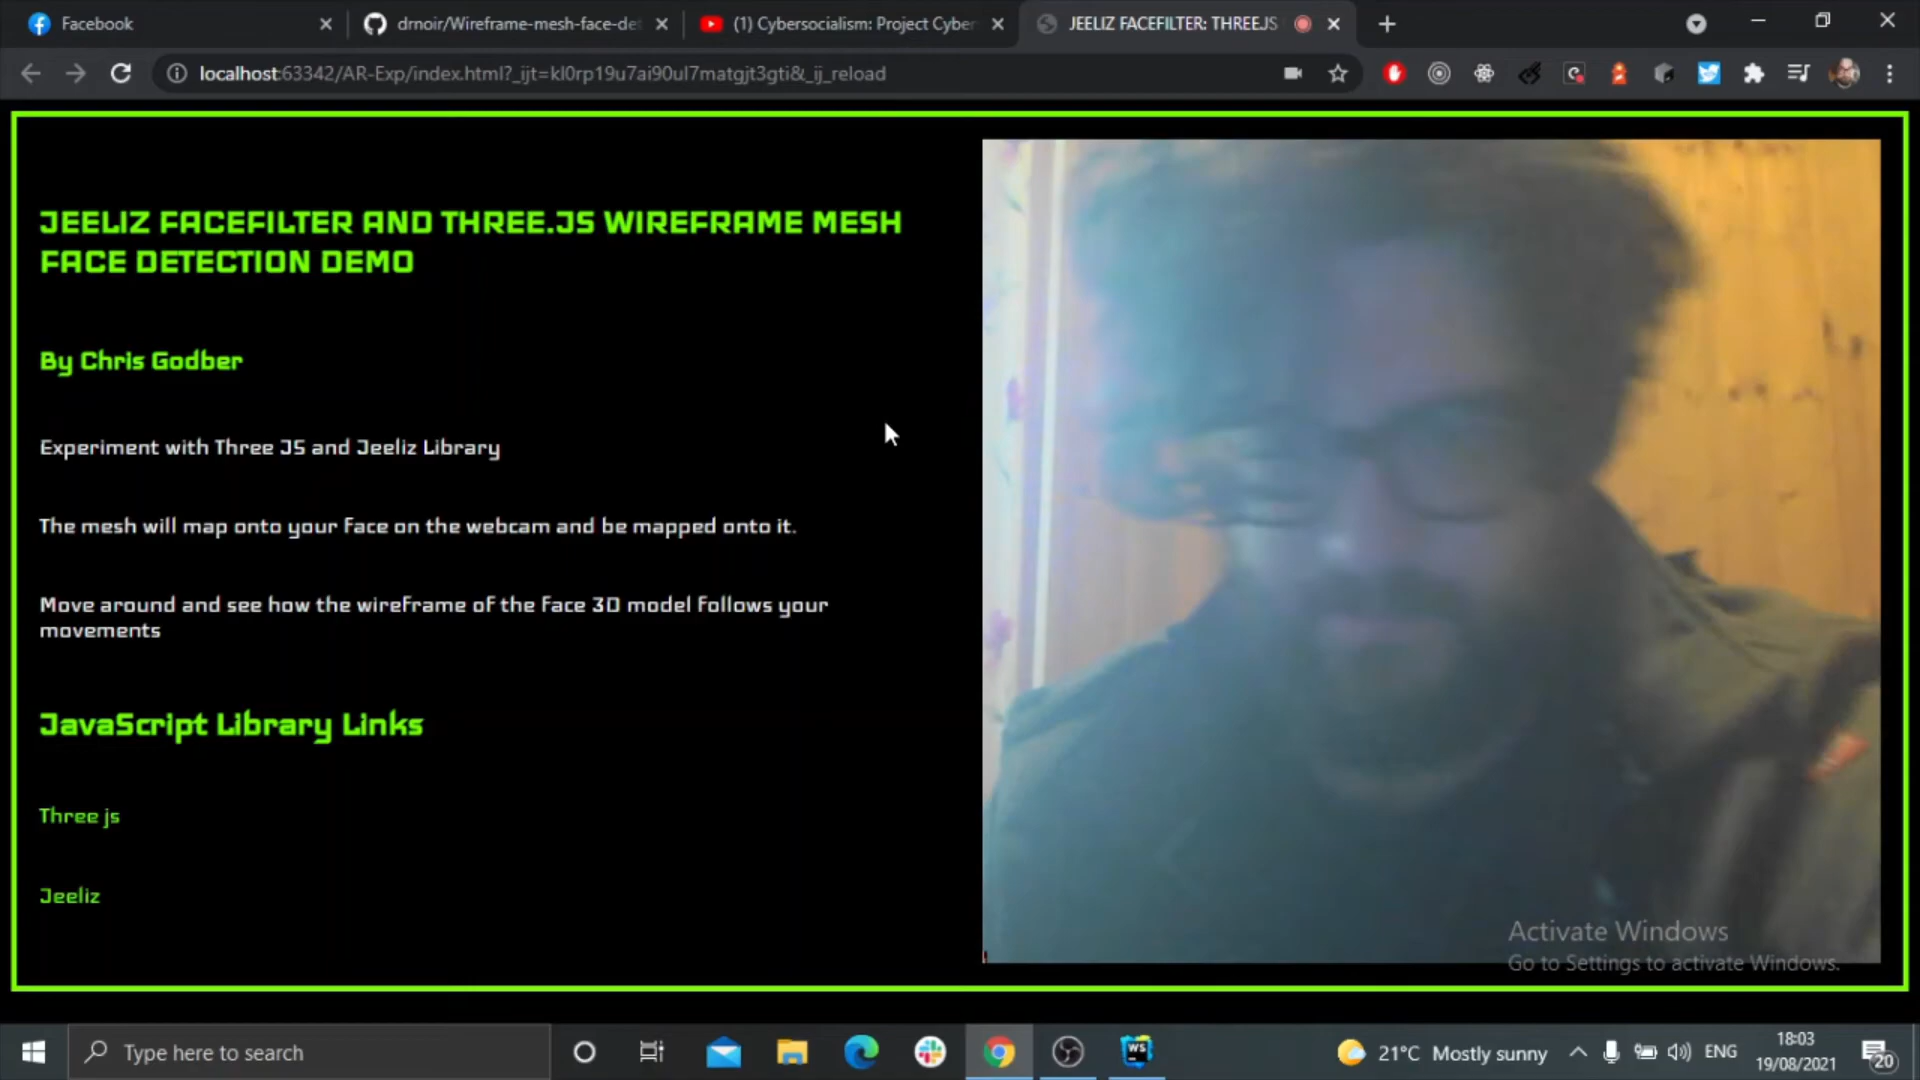 Facebook
drnoir/Wireframe-mesh-face-de
(1) Cybersocialism: Project Cyber
JEELIZ FACEFILTER: THREEJS
localhost:63342/AR-Exp/index.html?_ijt=kl0rp19u7ai90ul7matgjt3gti&_ij_reload
JEELIZ FACEFILTER AND THREE.JS WIREFRAME MESH
FACE DETECTION DEMO
By Chris Godber
Experiment with Three JS and Jeeliz Library
The mesh will map onto your face on the webcam and be mapped onto it.
Move around and see how the wireframe of the face 3D model follows your
movements
JavaScript Library Links
Three js
Jeeliz
Activate Windows
Go to Settings to activate Windows.
Type here to search
WS
21°C Mostly sunny
ENG
18:03
19/08/2021
20